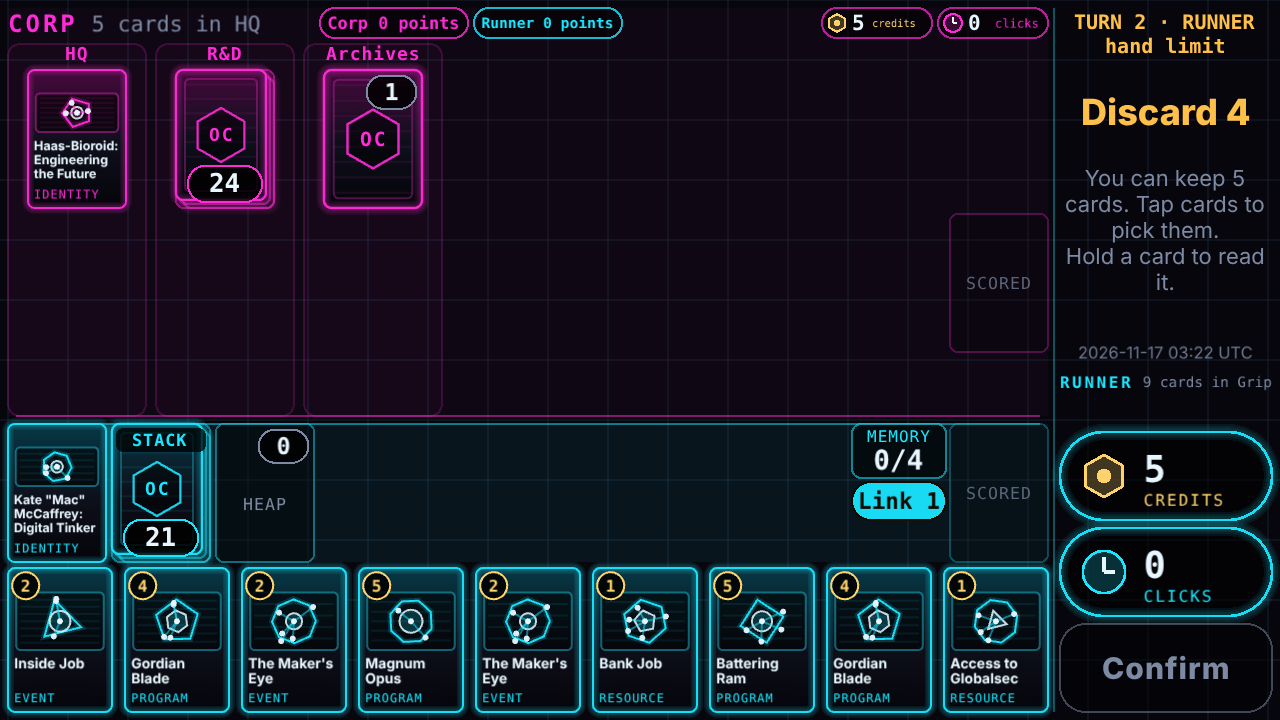 CORP 5 cards in HQ
Corp 0 points
Runner 0 points
5 credits
0 clicks
TURN 2 · RUNNER
hand limit
HQ
R&D
Archives
Haas-Bioroid:
Engineering
the Future
IDENTITY
OC
24
1
OC
SCORED
Discard 4
You can keep 5
cards. Tap cards to
pick them.
Hold a card to read
it.
2026-11-17 03:22 UTC
RUNNER 9 cards in Grip
Kate "Mac"
McCaffrey:
Digital Tinker
IDENTITY
STACK
OC
21
0
HEAP
MEMORY
0/4
Link 1
SCORED
5
CREDITS
0
CLICKS
Confirm
2
Inside Job
EVENT
4
Gordian
Blade
PROGRAM
2
The Maker's
Eye
EVENT
5
Magnum
Opus
PROGRAM
2
The Maker's
Eye
EVENT
1
Bank Job
RESOURCE
5
Battering
Ram
PROGRAM
4
Gordian
Blade
PROGRAM
1
Access to
Globalsec
RESOURCE